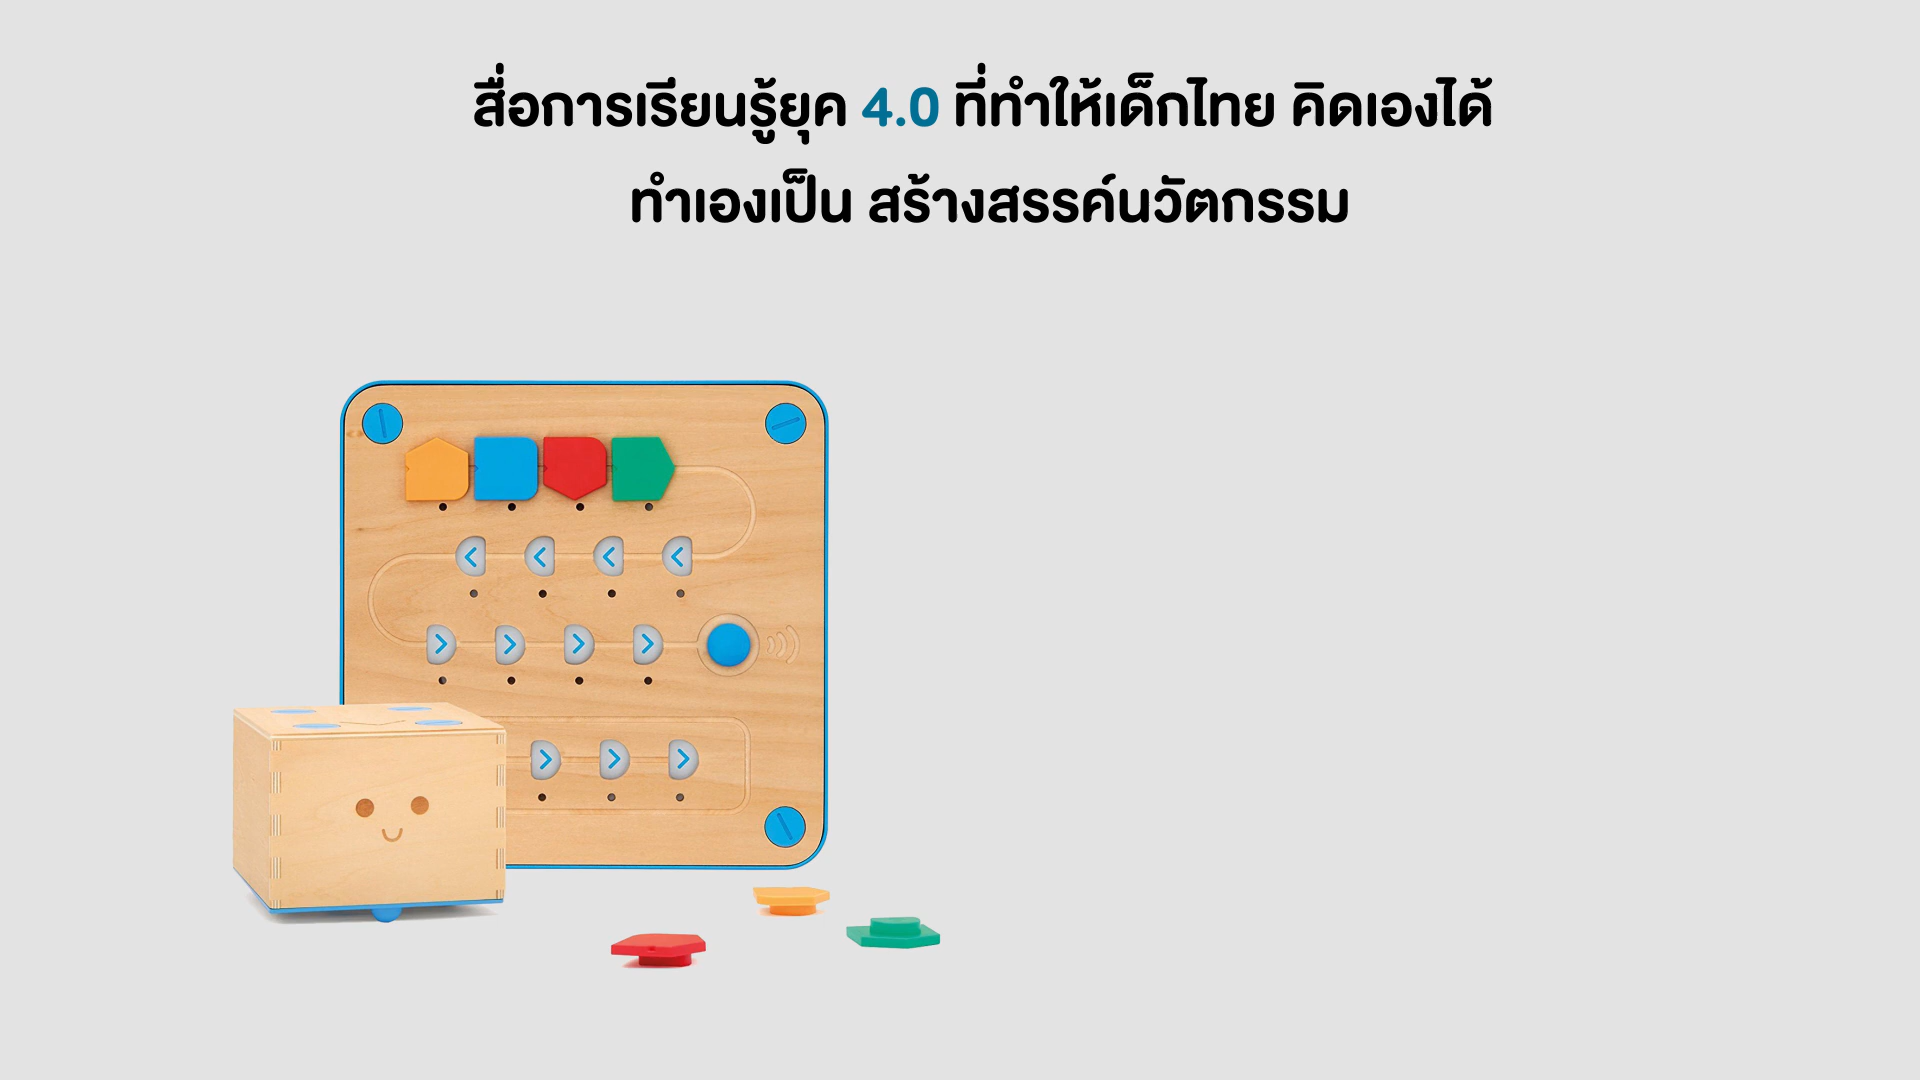 สื่อการเรียนรู้ยุค 4.0 ที่ทำให้เด็กไทย คิดเองได้
ทำเองเป็น สร้างสรรค์นวัตกรรม